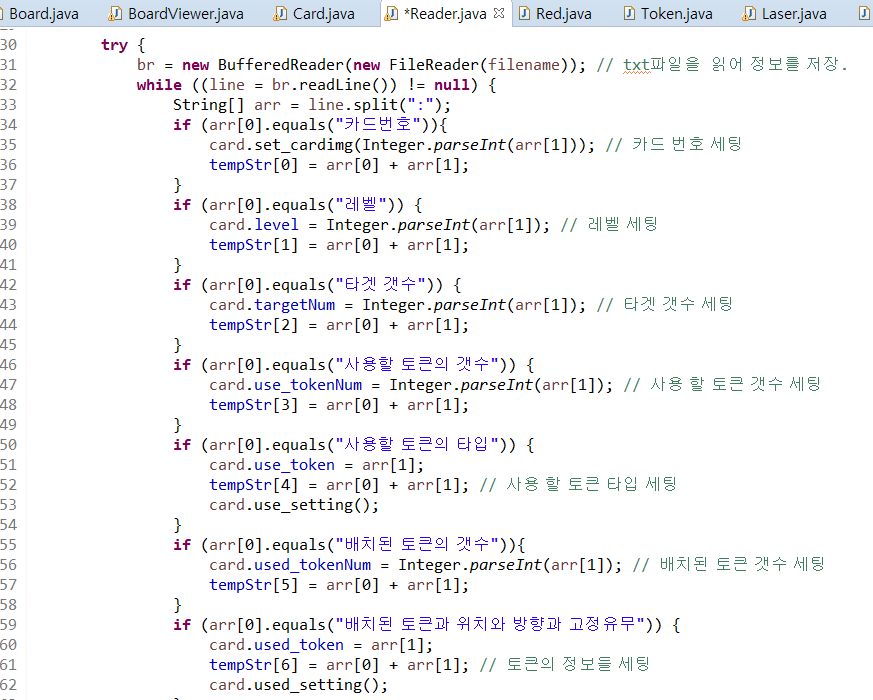 Board.java BoardViewer.java Card.java *Reader.java Red.java Token.java Laser.java
30 try {
31 br = new BufferedReader(new FileReader(filename)); // txt파일을 읽어 정보를 저장.
32 while ((line = br.readLine()) != null) {
33 String[] arr = line.split(":");
34 if (arr[0].equals("카드번호")){
35 card.set_cardimg(Integer.parseInt(arr[1])); // 카드 번호 세팅
36 tempStr[0] = arr[0] + arr[1];
37 }
38 if (arr[0].equals("레벨")) {
39 card.level = Integer.parseInt(arr[1]); // 레벨 세팅
40 tempStr[1] = arr[0] + arr[1];
41 }
42 if (arr[0].equals("타겟 갯수")) {
43 card.targetNum = Integer.parseInt(arr[1]); // 타겟 갯수 세팅
44 tempStr[2] = arr[0] + arr[1];
45 }
46 if (arr[0].equals("사용할 토큰의 갯수")) {
47 card.use_tokenNum = Integer.parseInt(arr[1]); // 사용 할 토큰 갯수 세팅
48 tempStr[3] = arr[0] + arr[1];
49 }
50 if (arr[0].equals("사용할 토큰의 타입")) {
51 card.use_token = arr[1];
52 tempStr[4] = arr[0] + arr[1]; // 사용 할 토큰 타입 세팅
53 card.use_setting();
54 }
55 if (arr[0].equals("배치된 토큰의 갯수")){
56 card.used_tokenNum = Integer.parseInt(arr[1]); // 배치된 토큰 갯수 세팅
57 tempStr[5] = arr[0] + arr[1];
58 }
59 if (arr[0].equals("배치된 토큰과 위치와 방향과 고정유무")) {
60 card.used_token = arr[1];
61 tempStr[6] = arr[0] + arr[1]; // 토큰의 정보들 세팅
62 card.used_setting();